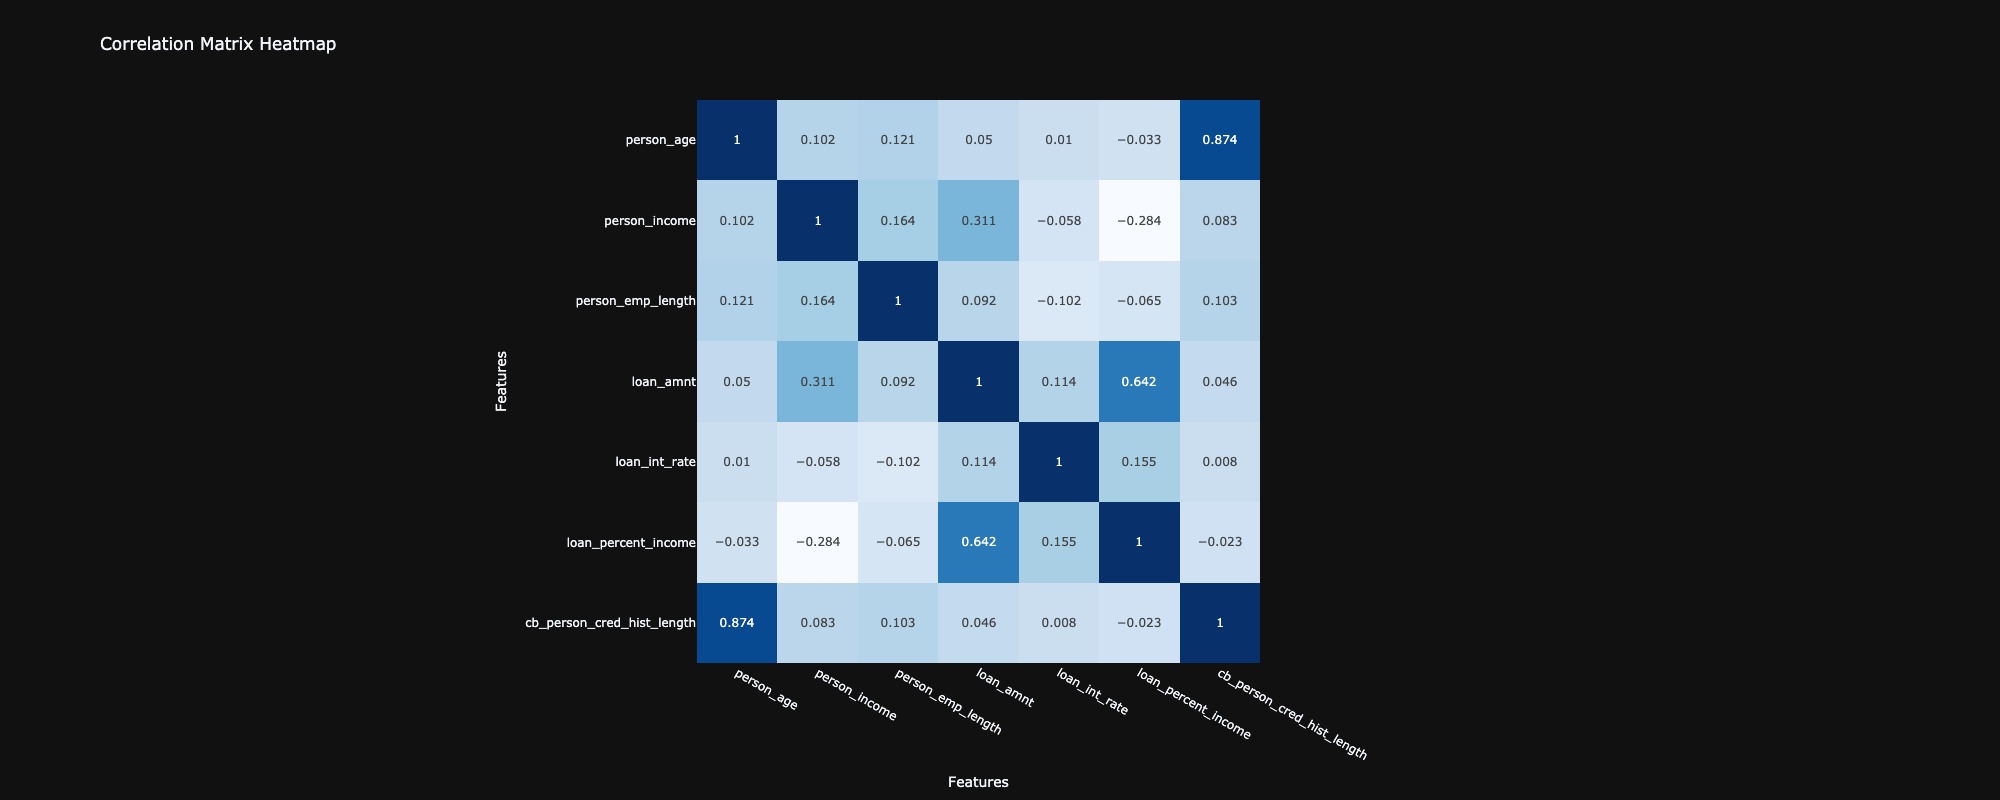 Correlation Matrix Heatmap
person_age 1 0.102 0.121 0.05 0.01 −0.033 0.874
person_income 0.102 1 0.164 0.311 −0.058 −0.284 0.083
person_emp_length 0.121 0.164 1 0.092 −0.102 −0.065 0.103
Features
loan_amnt 0.05 0.311 0.092 1 0.114 0.642 0.046
loan_int_rate 0.01 −0.058 −0.102 0.114 1 0.155 0.008
loan_percent_income −0.033 −0.284 −0.065 0.642 0.155 1 −0.023
cb_person_cred_hist_length 0.874 0.083 0.103 0.046 0.008 −0.023 1
person_age
person_income
person_emp_length
loan_amnt
loan_int_rate
loan_percent_income
cb_person_cred_hist_length
Features